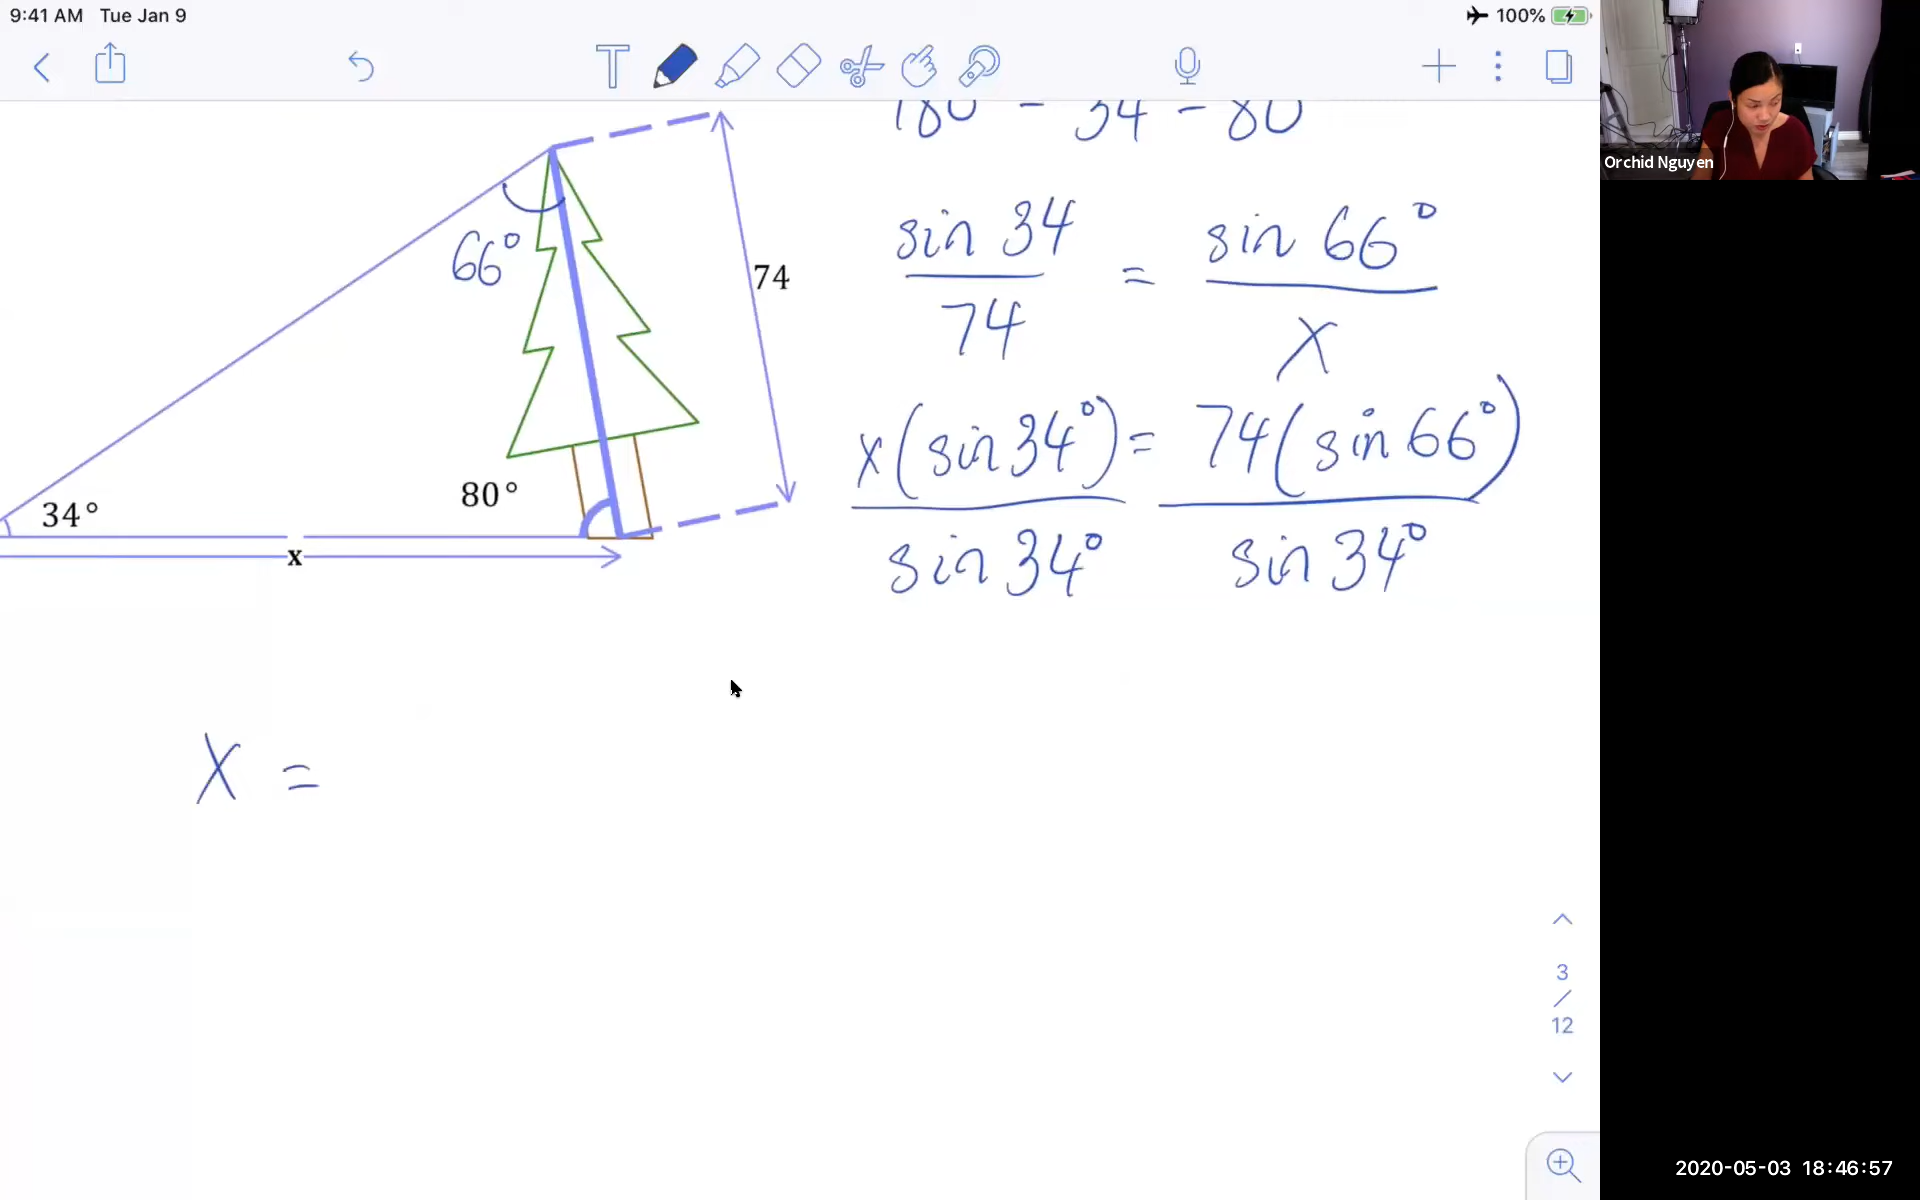 9:41 AM Tue Jan 9
100%
T
Orchid Nguyen
180 - 34 - 80
sin 34 = sin 66°
74 x
66°
74
x(sin 34°) = 74(sin 66°)
sin 34° sin 34°
80°
34°
x
X =
3
/
12
2020-05-03 18:46:57